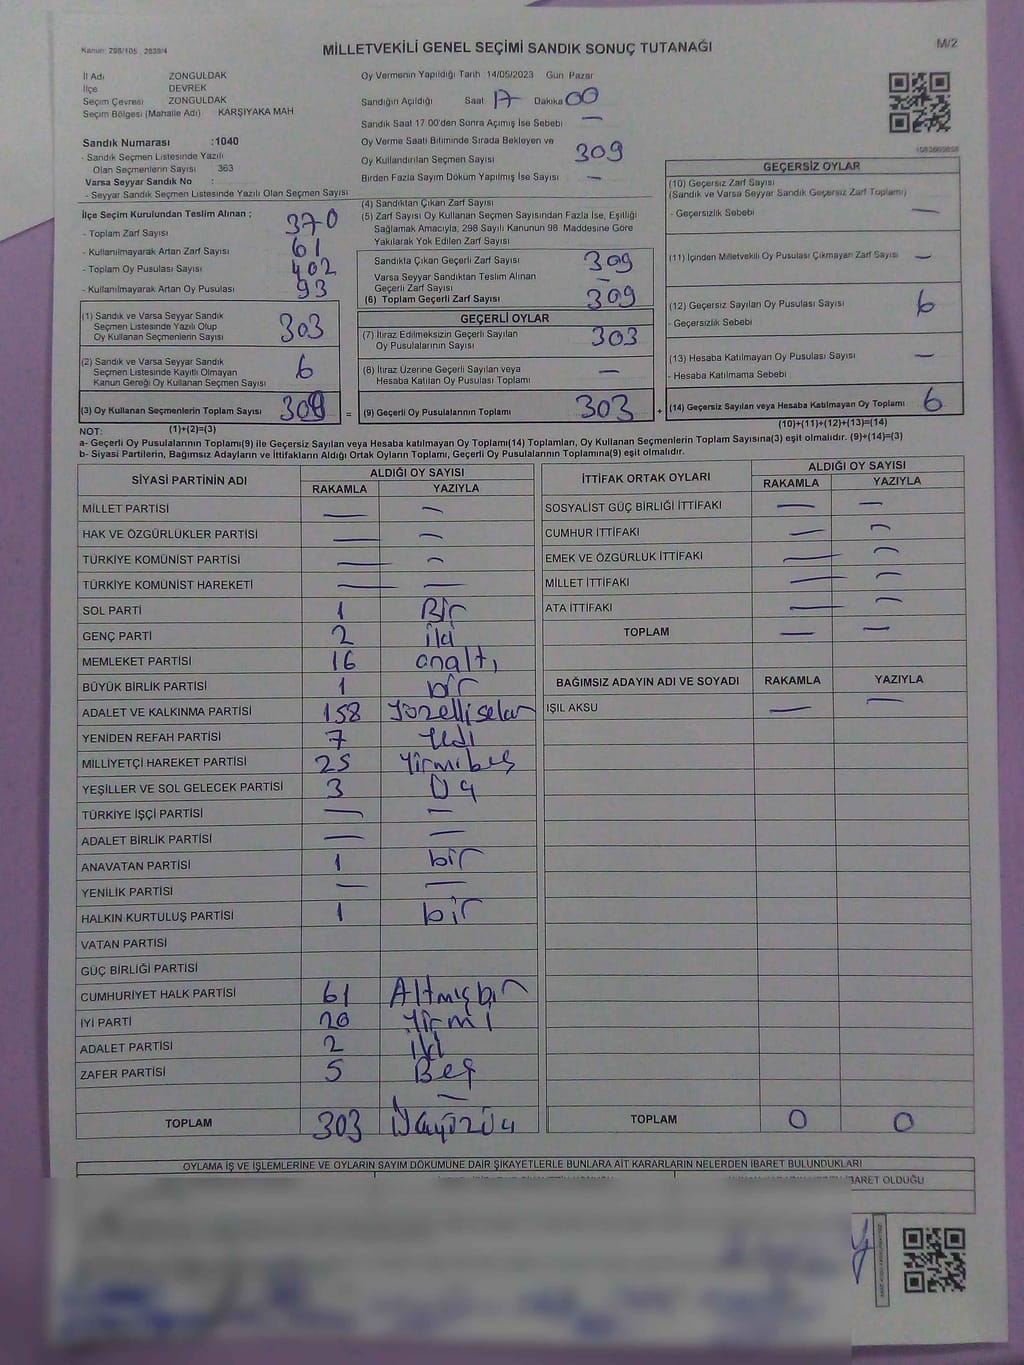 Kanun: 298/105 , 2839/4
MİLLETVEKİLİ GENEL SEÇİMİ SANDIK SONUÇ TUTANAĞI
M/2
İl Adı ZONGULDAK
İlçe DEVREK
Seçim Çevresi ZONGULDAK
Seçim Bölgesi (Mahalle Adı) KARŞIYAKA MAH
Sandık Numarası :1040
- Sandık Seçmen Listesinde Yazılı
Olan Seçmenlerin Sayısı 363
Varsa Seyyar Sandık No :
- Seyyar Sandık Seçmen Listesinde Yazılı Olan Seçmen Sayısı
Oy Vermenin Yapıldığı Tarih 14/05/2023 Gün Pazar
Sandığın Açıldığı Saat 17 Dakika 00
Sandık Saat 17.00'den Sonra Açımış İse Sebebi —
Oy Verme Saati Bitiminde Sırada Bekleyen ve
Oy Kullandırılan Seçmen Sayısı 309
Birden Fazla Sayım Döküm Yapılmış İse Sayısı —
İlçe Seçim Kurulundan Teslim Alınan ;
- Toplam Zarf Sayısı 370
- Kullanılmayarak Artan Zarf Sayısı 61
- Toplam Oy Pusulası Sayısı 402
- Kullanılmayarak Artan Oy Pusulası 93
(4) Sandıktan Çıkan Zarf Sayısı
(5) Zarf Sayısı Oy Kullanan Seçmen Sayısından Fazla İse, Eşitliği
Sağlamak Amacıyla, 298 Sayılı Kanunun 98. Maddesine Göre
Yakılarak Yok Edilen Zarf Sayısı
Sandıkta Çıkan Geçerli Zarf Sayısı 309
Varsa Seyyar Sandıktan Teslim Alınan
Geçerli Zarf Sayısı —
(6) Toplam Geçerli Zarf Sayısı 309
GEÇERSİZ OYLAR
(10) Geçersiz Zarf Sayısı
(Sandık ve Varsa Seyyar Sandık Geçersiz Zarf Toplamı)
- Geçersizlik Sebebi —
(11) İçinden Milletvekili Oy Pusulası Çıkmayan Zarf Sayısı —
(12) Geçersiz Sayılan Oy Pusulası Sayısı 6
- Geçersizlik Sebebi
(13) Hesaba Katılmayan Oy Pusulası Sayısı —
- Hesaba Katılmama Sebebi
(1) Sandık ve Varsa Seyyar Sandık
Seçmen Listesinde Yazılı Olup
Oy Kullanan Seçmenlerin Sayısı 303
(2) Sandık ve Varsa Seyyar Sandık
Seçmen Listesinde Kayıtlı Olmayan
Kanun Gereği Oy Kullanan Seçmen Sayısı 6
GEÇERLİ OYLAR
(7) İtiraz Edilmeksizin Geçerli Sayılan
Oy Pusulalarının Sayısı 303
(8) İtiraz Üzerine Geçerli Sayılan veya
Hesaba Katılan Oy Pusulası Toplamı —
(3) Oy Kullanan Seçmenlerin Toplam Sayısı 309 = (9) Geçerli Oy Pusulalarının Toplamı 303 + (14) Geçersiz Sayılan veya Hesaba Katılmayan Oy Toplamı 6
NOT: (1)+(2)=(3) (10)+(11)+(12)+(13)=(14)
a- Geçerli Oy Pusulalarının Toplamı(9) ile Geçersiz Sayılan veya Hesaba katılmayan Oy Toplamı(14) Toplamları, Oy Kullanan Seçmenlerin Toplam Sayısına(3) eşit olmalıdır. (9)+(14)=(3)
b- Siyasi Partilerin, Bağımsız Adayların ve İttifakların Aldığı Ortak Oyların Toplamı, Geçerli Oy Pusulalarının Toplamına(9) eşit olmalıdır.
SİYASİ PARTİNİN ADI ALDIĞI OY SAYISI
RAKAMLA YAZIYLA
MİLLET PARTİSİ — —
HAK VE ÖZGÜRLÜKLER PARTİSİ — —
TÜRKİYE KOMÜNİST PARTİSİ — —
TÜRKİYE KOMÜNİST HAREKETİ — —
SOL PARTİ 1 Bir
GENÇ PARTİ 2 iki
MEMLEKET PARTİSİ 16 onaltı
BÜYÜK BİRLİK PARTİSİ 1 bir
ADALET VE KALKINMA PARTİSİ 158
YENİDEN REFAH PARTİSİ 7 Yedi
MİLLİYETÇİ HAREKET PARTİSİ 25 Yirmibeş
YEŞİLLER VE SOL GELECEK PARTİSİ 3 Üç
TÜRKİYE İŞÇİ PARTİSİ — —
ADALET BİRLİK PARTİSİ — —
ANAVATAN PARTİSİ 1 bir
YENİLİK PARTİSİ — —
HALKIN KURTULUŞ PARTİSİ 1 bir
VATAN PARTİSİ
GÜÇ BİRLİĞİ PARTİSİ
CUMHURİYET HALK PARTİSİ 61 Altmışbir
İYİ PARTİ 20 Yirmi
ADALET PARTİSİ 2 iki
ZAFER PARTİSİ 5 Beş
—
TOPLAM 303 Üçyüzüç
İTTİFAK ORTAK OYLARI ALDIĞI OY SAYISI
RAKAMLA YAZIYLA
SOSYALİST GÜÇ BİRLİĞİ İTTİFAKI — —
CUMHUR İTTİFAKI — —
EMEK VE ÖZGÜRLÜK İTTİFAKI — —
MİLLET İTTİFAKI — —
ATA İTTİFAKI — —
TOPLAM — —
BAĞIMSIZ ADAYIN ADI VE SOYADI RAKAMLA YAZIYLA
IŞIL AKSU — —
TOPLAM 0 0
OYLAMA İŞ VE İŞLEMLERİNE VE OYLARIN SAYIM DÖKÜMÜNE DAİR ŞİKAYETLERLE BUNLARA AİT KARARLARIN NELERDEN İBARET BULUNDUKLARI
İBARET OLDUĞU